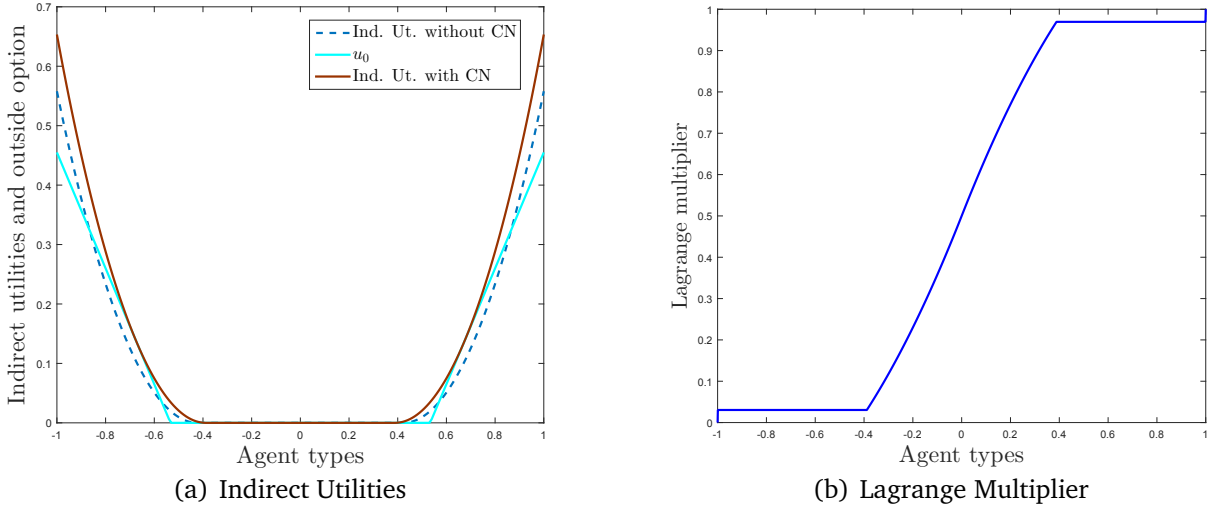 Ind. Ut. without CN
u0
Ind. Ut. with CN
Indirect utilities and outside option
0.7
0.6
0.5
0.4
0.3
0.2
0.1
0
-1 -0.8 -0.6 -0.4 -0.2 0 0.2 0.4 0.6 0.8 1
Agent types
(a) Indirect Utilities
Lagrange multiplier
1
0.9
0.8
0.7
0.6
0.5
0.4
0.3
0.2
0.1
0
-1 -0.8 -0.6 -0.4 -0.2 0 0.2 0.4 0.6 0.8 1
Agent types
(b) Lagrange Multiplier